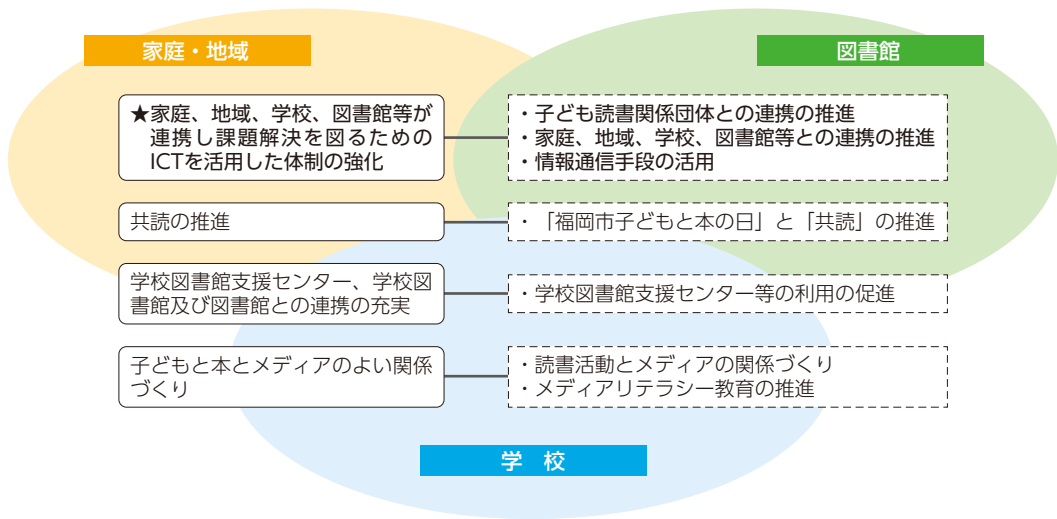 家庭・地域
図書館
★家庭、地域、学校、図書館等が
連携し課題解決を図るための
ICTを活用した体制の強化
・子ども読書関係団体との連携の推進
・家庭、地域、学校、図書館等との連携の推進
・情報通信手段の活用
共読の推進
・「福岡市子どもと本の日」と「共読」の推進
学校図書館支援センター、学校図
書館及び図書館との連携の充実
・学校図書館支援センター等の利用の促進
子どもと本とメディアのよい関係
づくり
・読書活動とメディアの関係づくり
・メディアリテラシー教育の推進
学 校